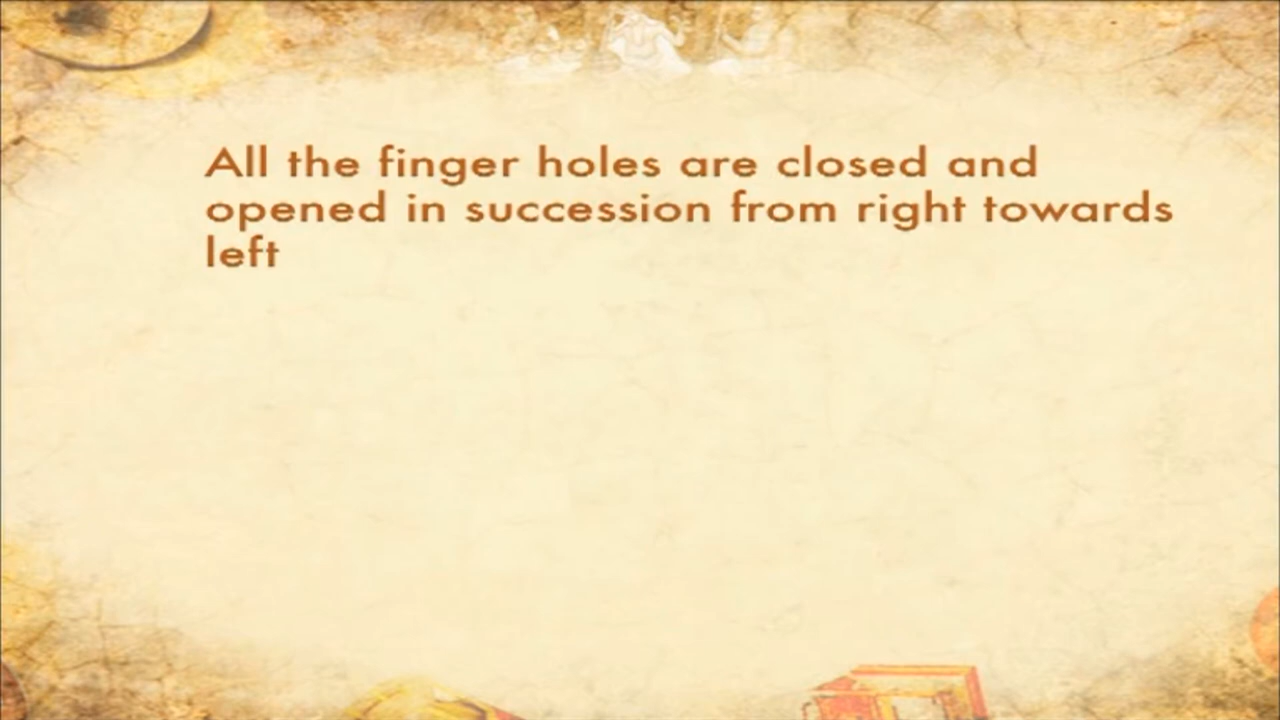 All the finger holes are closed and
opened in succession from right towards
left